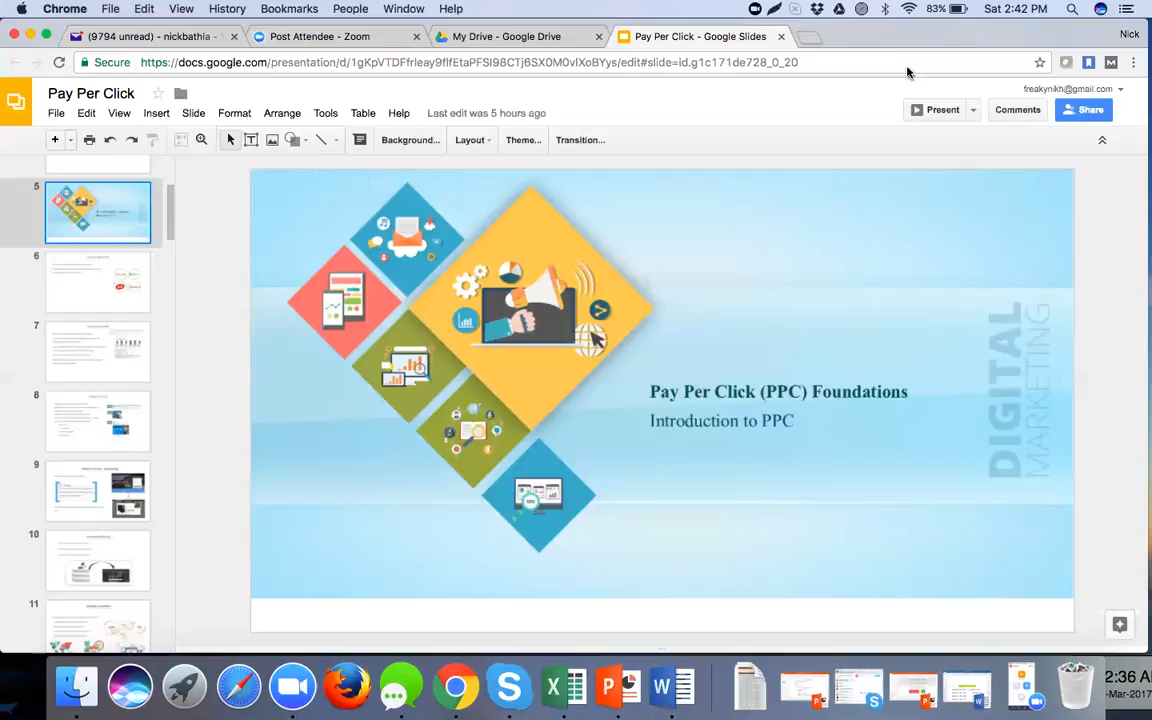 Chrome File Edit View History Bookmarks People Window Help
83% Sat 2:42 PM
(9794 unread) - nickbathla - m
Post Attendee - Zoom
My Drive - Google Drive
Pay Per Click - Google Slides
Nick
Secure https://docs.google.com/presentation/d/1gKpVTDFfrleay9flfEtaPFSl98CTj6SX0M0vlXoBYys/edit#slide=id.g1c171de728_0_20
Pay Per Click
freakynikh@gmail.com
File Edit View Insert Format Slide Arrange Tools Table Help Last edit was 5 hours ago
Present
Comments
Share
Background... Layout Theme... Transition...
5
6
7
8
9
10
11
Pay Per Click (PPC) Foundations
Introduction to PPC
DIGITAL
MARKETING
2:36 A
-Mar-2017